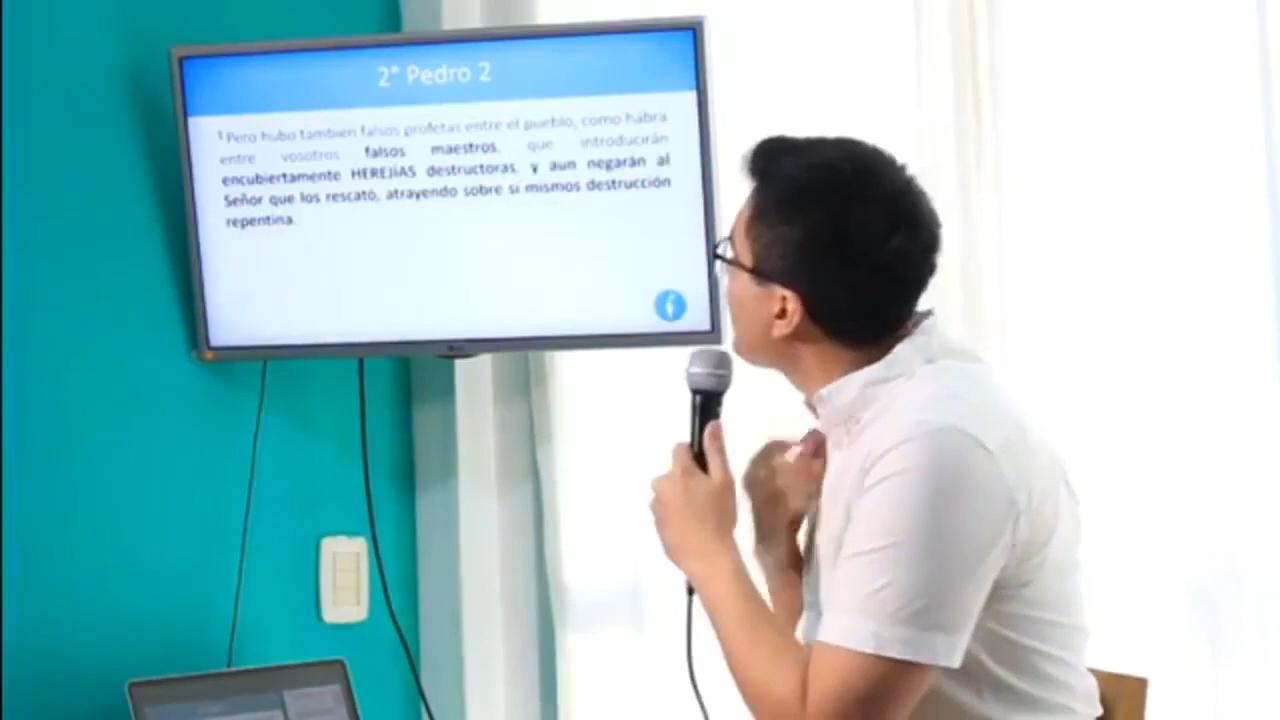 2° Pedro 2
1 Pero hubo también falsos profetas entre el pueblo, como habrá
entre vosotros falsos maestros, que introducirán
encubiertamente HEREJÍAS destructoras, y aun negarán al
Señor que los rescató, atrayendo sobre sí mismos destrucción
repentina.